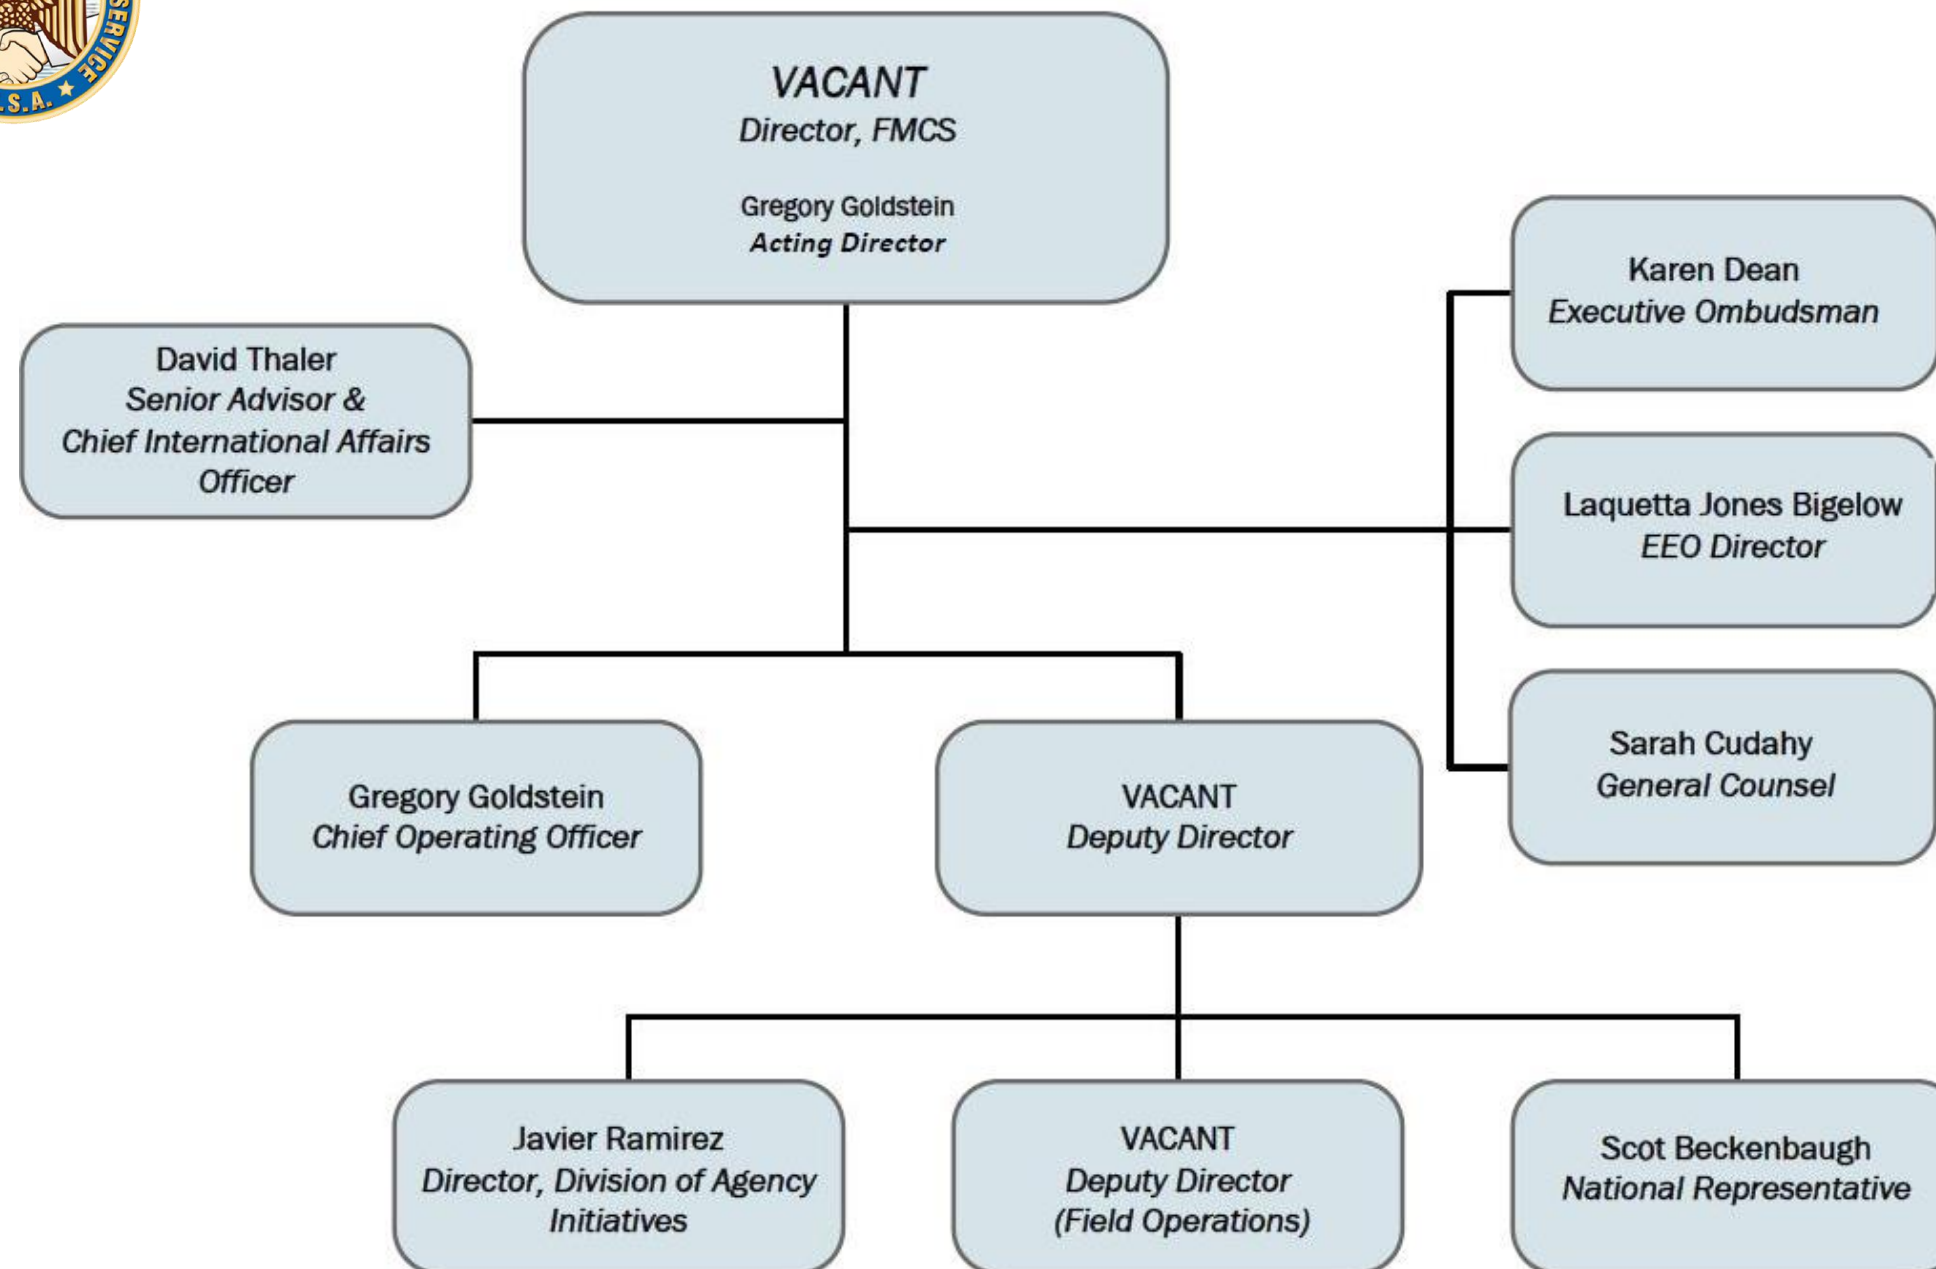 SERVICE
.S.A. ★
VACANT
Director, FMCS
Gregory Goldstein
Acting Director
David Thaler
Senior Advisor &
Chief International Affairs
Officer
Karen Dean
Executive Ombudsman
Laquetta Jones Bigelow
EEO Director
Sarah Cudahy
General Counsel
Gregory Goldstein
Chief Operating Officer
VACANT
Deputy Director
Javier Ramirez
Director, Division of Agency
Initiatives
VACANT
Deputy Director
(Field Operations)
Scot Beckenbaugh
National Representative